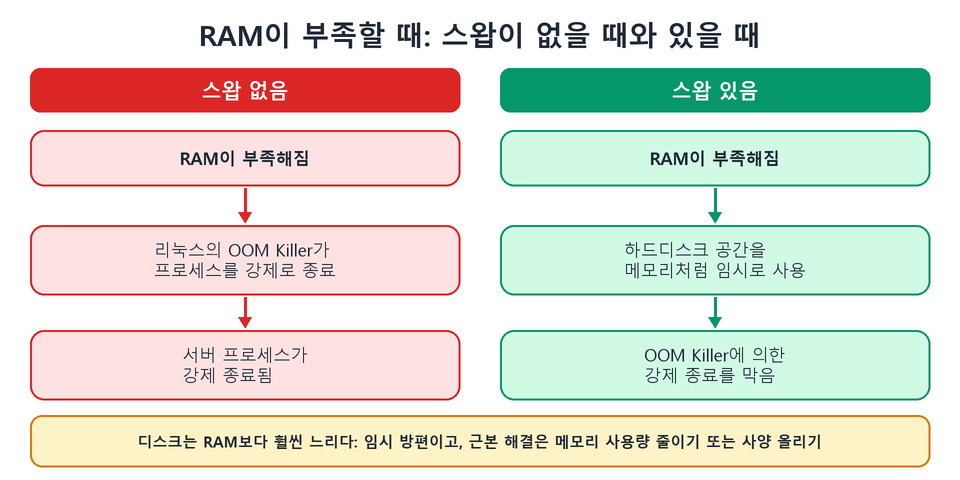 RAM이 부족할 때: 스왑이 없을 때와 있을 때
스왑 없음
RAM이 부족해짐
리눅스의 OOM Killer가
프로세스를 강제로 종료
서버 프로세스가
강제 종료됨
스왑 있음
RAM이 부족해짐
하드디스크 공간을
메모리처럼 임시로 사용
OOM Killer에 의한
강제 종료를 막음
디스크는 RAM보다 훨씬 느리다: 임시 방편이고, 근본 해결은 메모리 사용량 줄이기 또는 사양 올리기